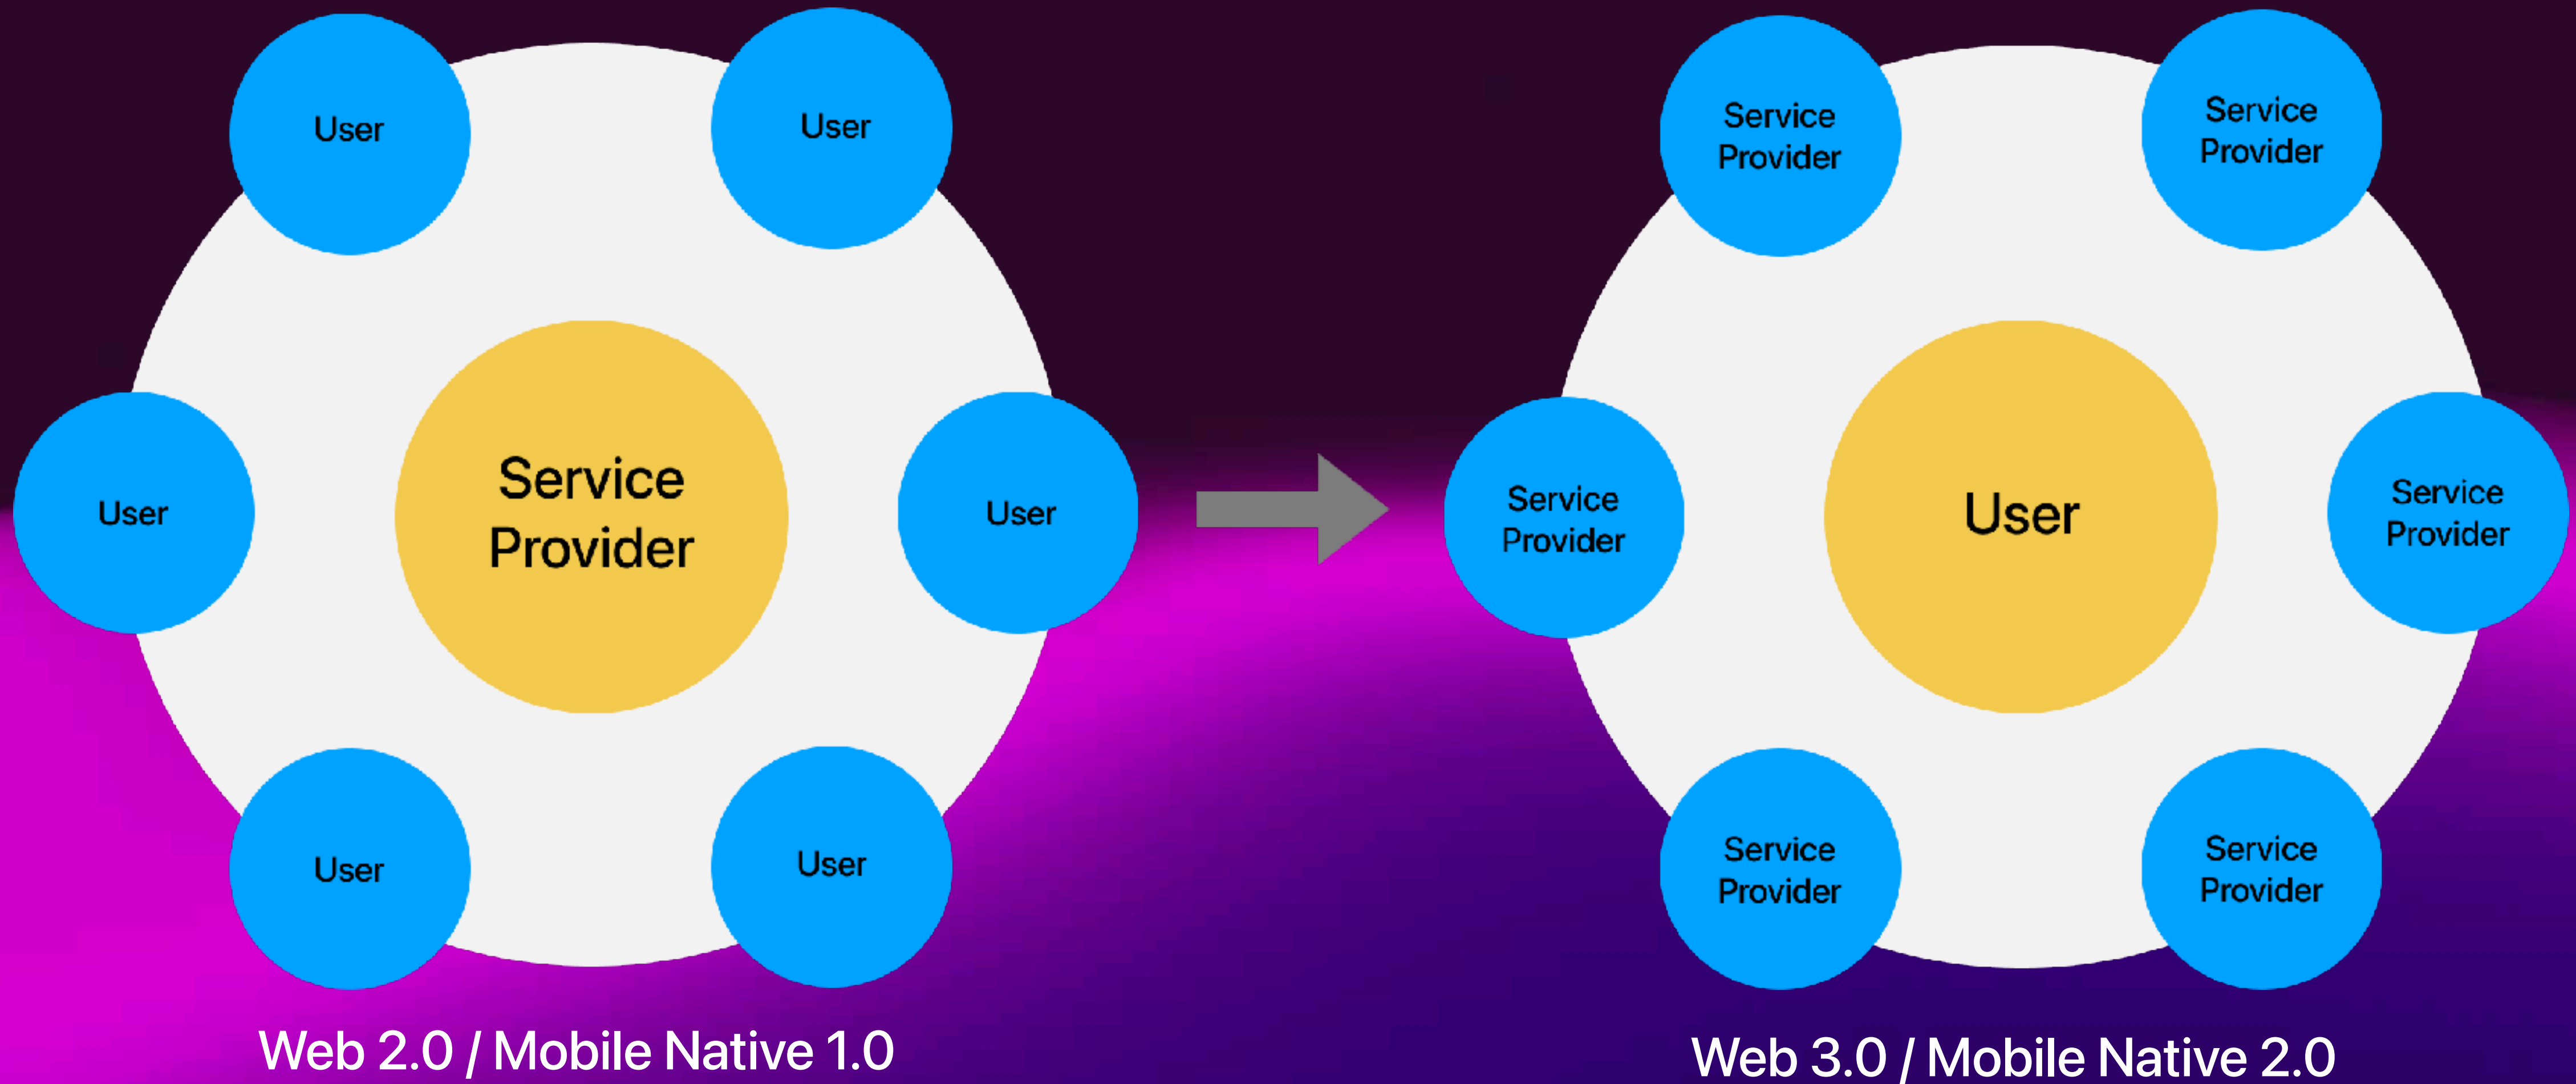 User
User
User
Service
Provider
User
User
User
Web 2.0 / Mobile Native 1.0
Service
Provider
Service
Provider
Service
Provider
User
Service
Provider
Service
Provider
Service
Provider
Web 3.0 / Mobile Native 2.0